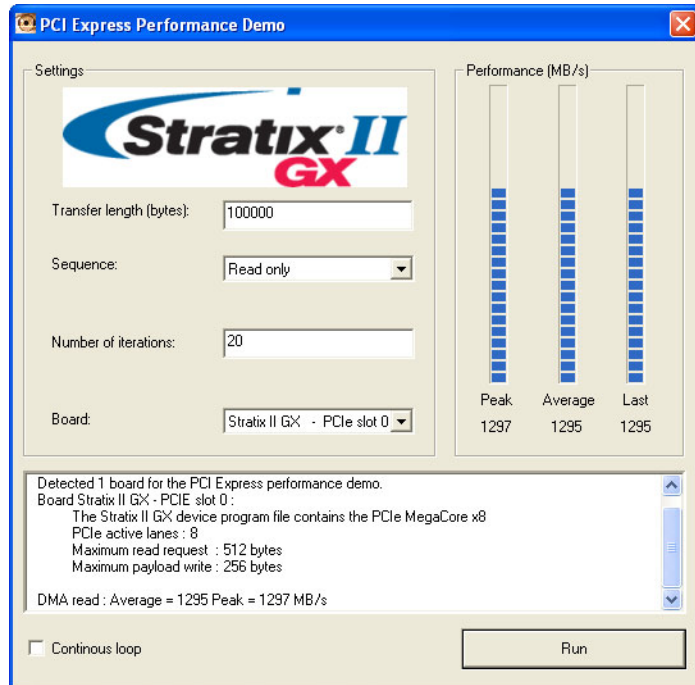 PCI Express Performance Demo
Settings
Stratix II
GX
Transfer length (bytes): 100000
Sequence: Read only
Number of iterations: 20
Board: Stratix II GX - PCIe slot 0
Performance (MB/s)
Peak Average Last
1297 1295 1295
Detected 1 board for the PCI Express performance demo.
Board Stratix II GX - PCIE slot 0 :
The Stratix II GX device program file contains the PCIe MegaCore x8
PCIe active lanes : 8
Maximum read request : 512 bytes
Maximum payload write : 256 bytes
DMA read : Average = 1295 Peak = 1297 MB/s
Continous loop
Run